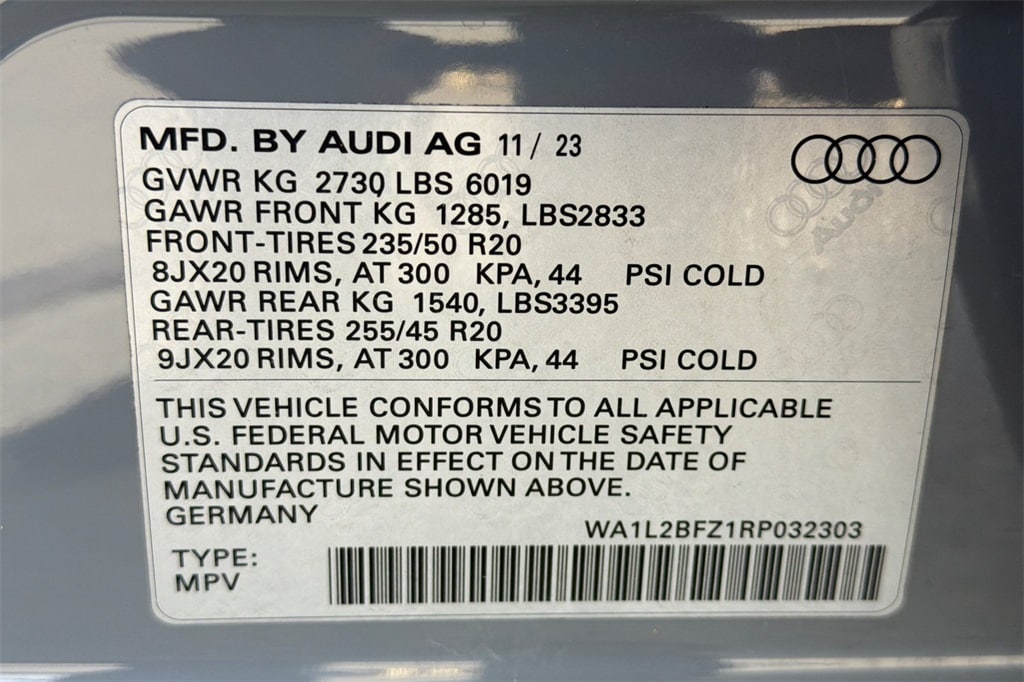 MFD. BY AUDI AG 11 / 23
GVWR KG 2730 LBS 6019
GAWR FRONT KG 1285, LBS2833
FRONT-TIRES 235/50 R20
8JX20 RIMS, AT 300 KPA, 44 PSI COLD
GAWR REAR KG 1540, LBS3395
REAR-TIRES 255/45 R20
9JX20 RIMS, AT 300 KPA, 44 PSI COLD
THIS VEHICLE CONFORMS TO ALL APPLICABLE
U.S. FEDERAL MOTOR VEHICLE SAFETY
STANDARDS IN EFFECT ON THE DATE OF
MANUFACTURE SHOWN ABOVE.
GERMANY
WA1L2BFZ1RP032303
TYPE:
MPV
Audi